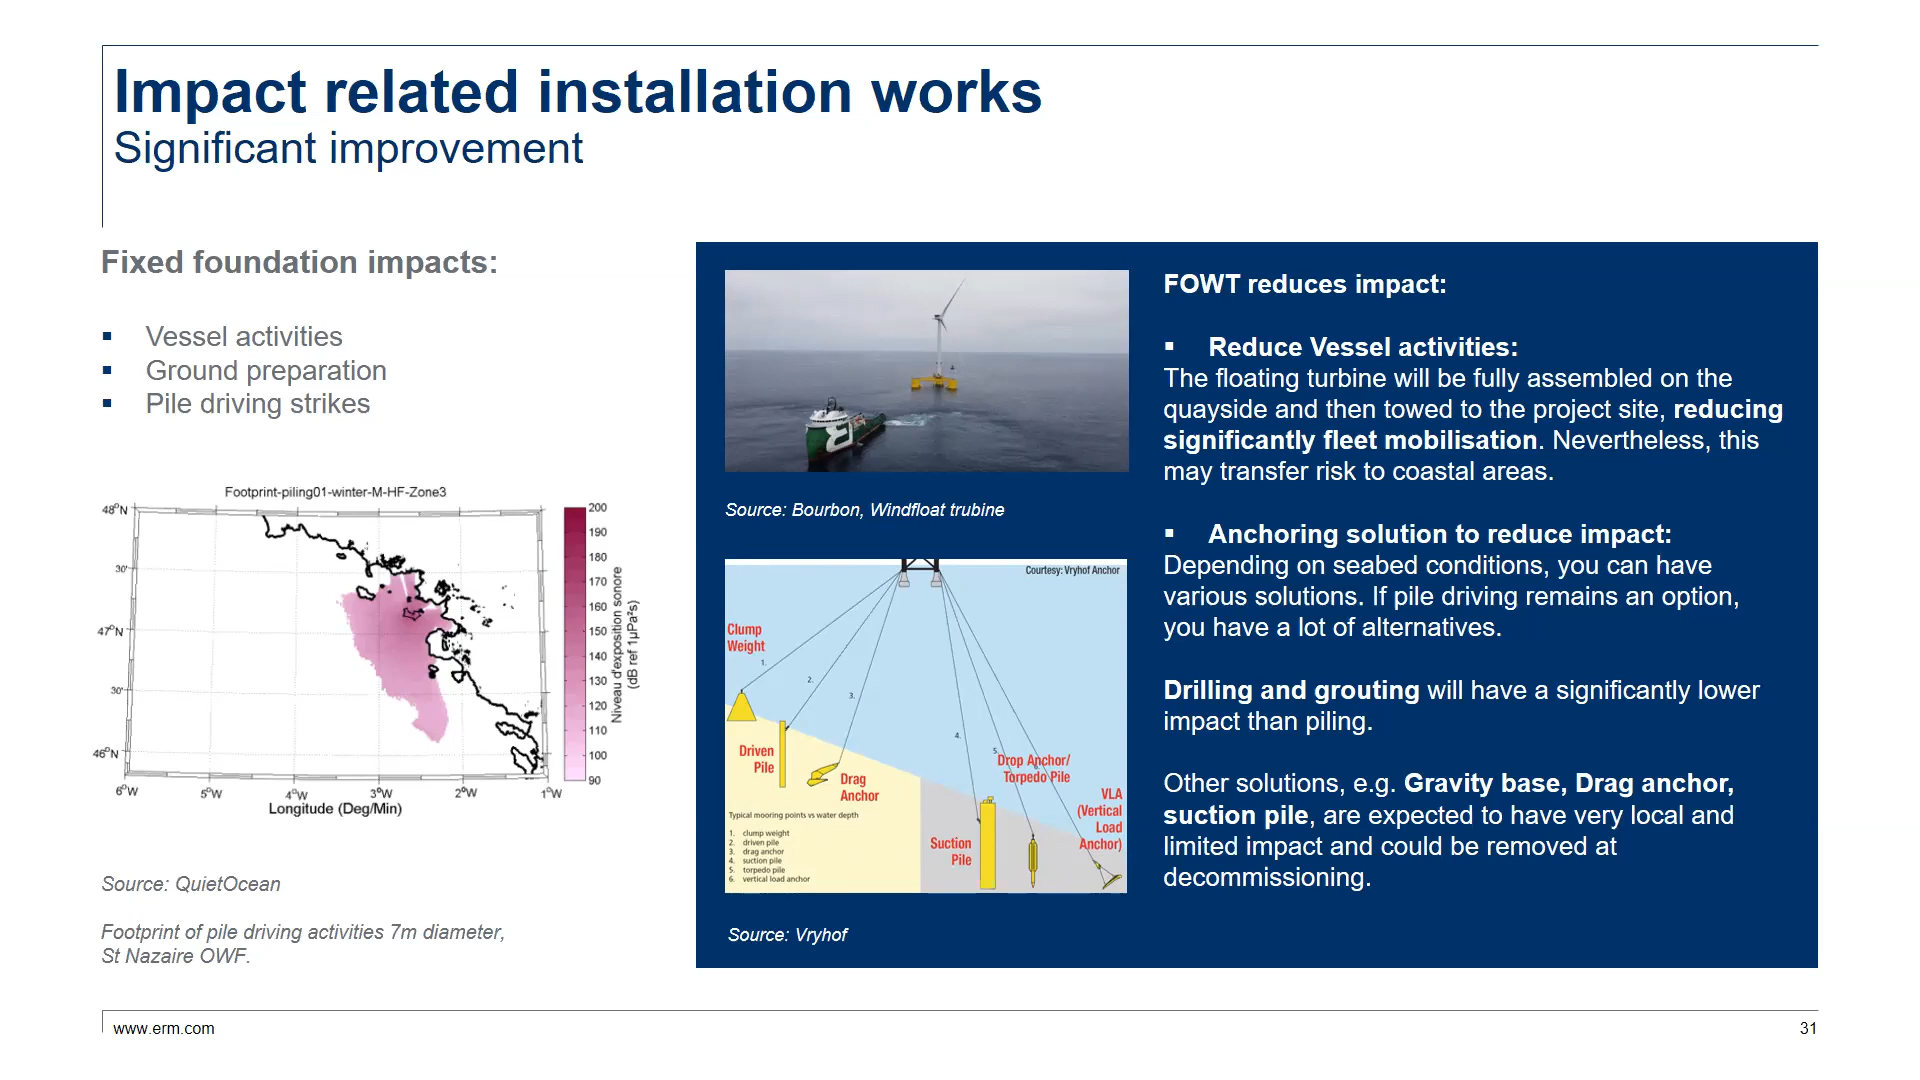 Impact related installation works
Significant improvement
Fixed foundation impacts:
▪ Vessel activities
▪ Ground preparation
▪ Pile driving strikes
Footprint-piling01-winter-M-HF-Zone3
48°N
30'
47°N
30'
46°N
6°W 5°W 4°W 3°W 2°W 1°W
Longitude (Deg/Min)
200
190
180
170
160
150
140
130
120
110
100
90
Niveau d'exposition sonore
(dB ref 1µPa²s)
Source: QuietOcean
Footprint of pile driving activities 7m diameter,
St Nazaire OWF.
Source: Bourbon, Windfloat trubine
Courtesy: Vryhof Anchor
Clump
Weight
1.
2.
3.
4.
5.
Driven
Pile
Drag
Anchor
Drop Anchor/
Torpedo Pile
VLA
(Vertical
Load
Anchor)
Suction
Pile
Typical mooring points vs water depth
1. clump weight
2. driven pile
3. drag anchor
4. suction pile
5. torpedo pile
6. vertical load anchor
Source: Vryhof
FOWT reduces impact:
▪ Reduce Vessel activities:
The floating turbine will be fully assembled on the
quayside and then towed to the project site, reducing
significantly fleet mobilisation. Nevertheless, this
may transfer risk to coastal areas.
▪ Anchoring solution to reduce impact:
Depending on seabed conditions, you can have
various solutions. If pile driving remains an option,
you have a lot of alternatives.
Drilling and grouting will have a significantly lower
impact than piling.
Other solutions, e.g. Gravity base, Drag anchor,
suction pile, are expected to have very local and
limited impact and could be removed at
decommissioning.
www.erm.com
31